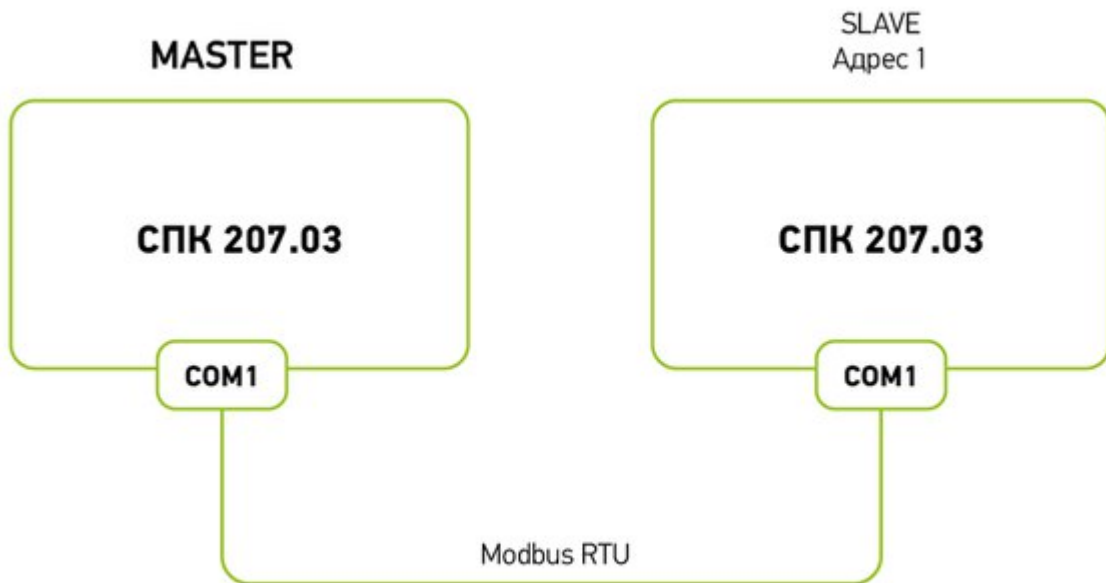 MASTER
SLAVE
Адрес 1
СПК 207.03
СПК 207.03
COM1
COM1
Modbus RTU